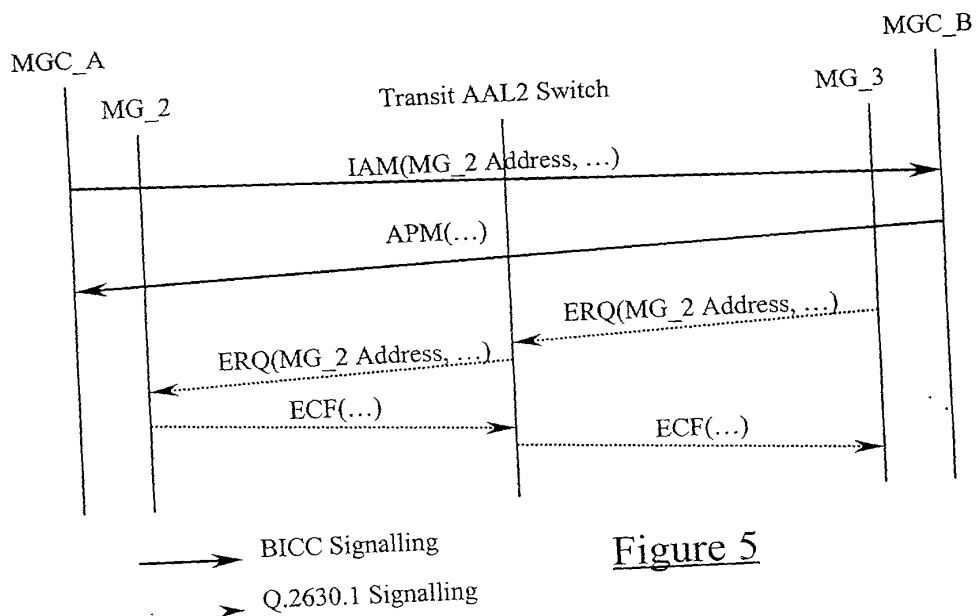 MGC_B
MGC_A
MG_3
MG_2
Transit AAL2 Switch
IAM(MG_2 Address, ...)
APM(...)
ERQ(MG_2 Address, ...)
ERQ(MG_2 Address, ...)
ECF(...)
ECF(...)
BICC Signalling
Figure 5
Q.2630.1 Signalling